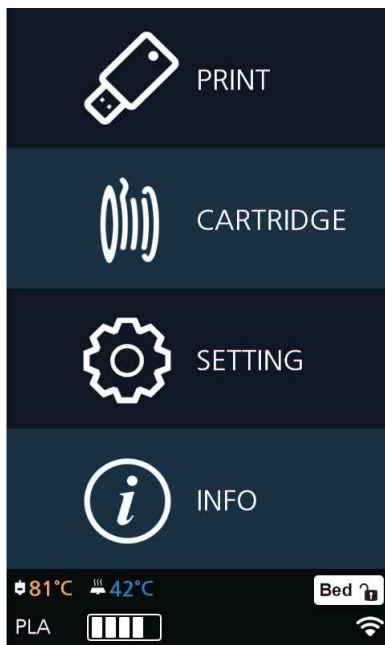 PRINT
CARTRIDGE
SETTING
INFO
81°C 42°C
Bed
PLA